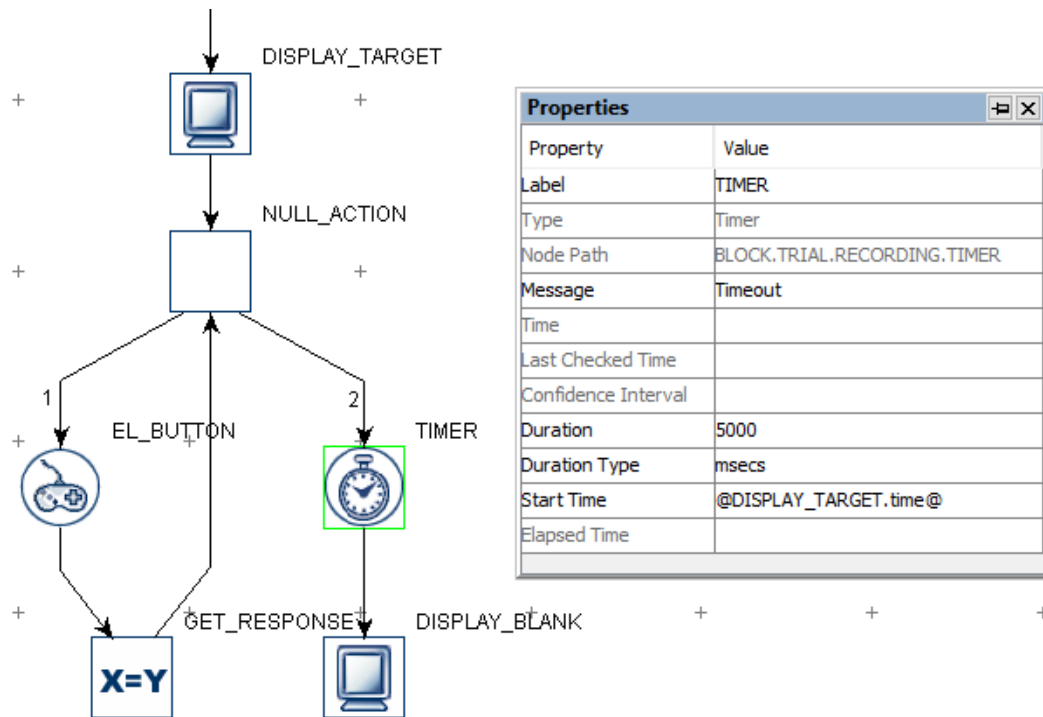 DISPLAY_TARGET
NULL_ACTION
1
2
EL_BUTTON
TIMER
GET_RESPONSE
DISPLAY_BLANK
X=Y
Properties
Property Value
Label TIMER
Type Timer
Node Path BLOCK.TRIAL.RECORDING.TIMER
Message Timeout
Time
Last Checked Time
Confidence Interval
Duration 5000
Duration Type msecs
Start Time @DISPLAY_TARGET.time@
Elapsed Time